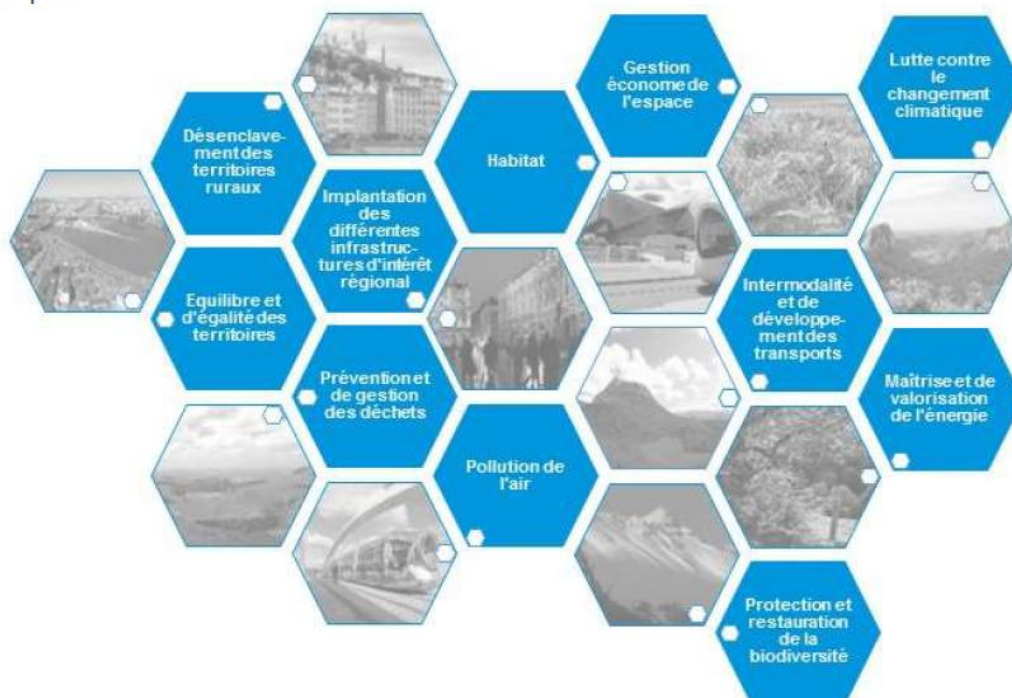 Gestion
économe de
l'espace
Lutte contre
le
changement
climatique
Désenclave-
ment des
territoires
ruraux
Habitat
Implantation
des
différentes
infrastruc-
tures d'intérêt
régional
Equilibre et
d'égalité des
territoires
Intermodalité
et de
développe-
ment des
transports
Prévention et
de gestion
des déchets
Maîtrise et de
valorisation
de l'énergie
Pollution de
l'air
Protection et
restauration
de la
biodiversité